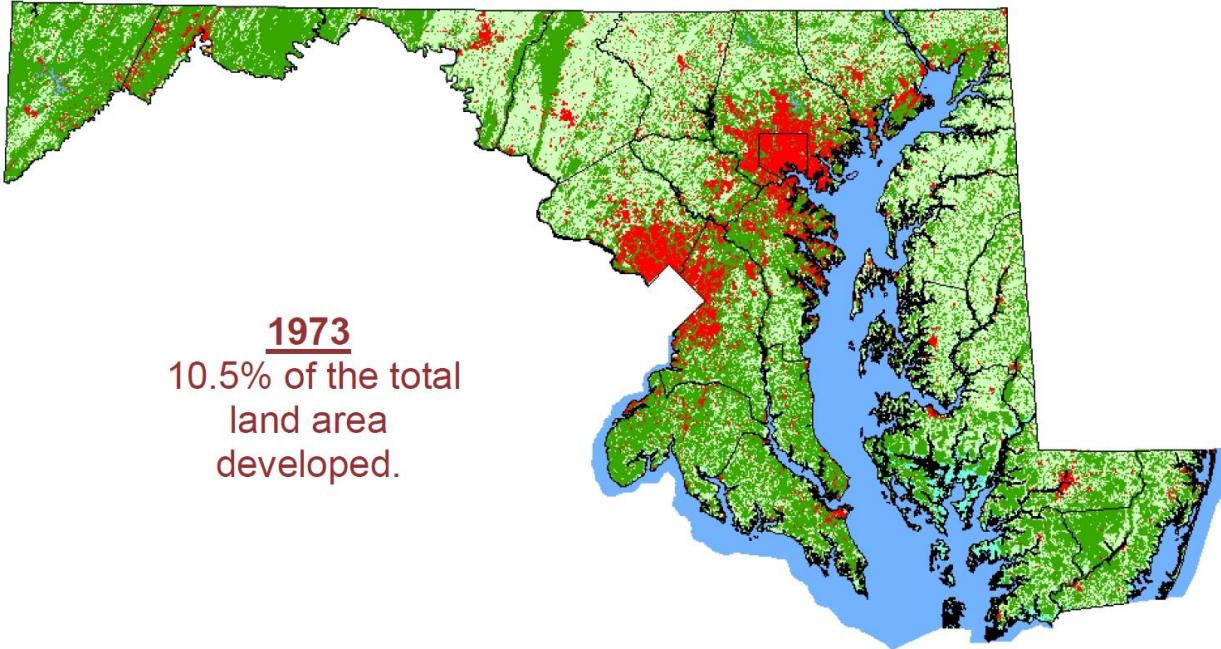 1973
10.5% of the total
land area
developed.